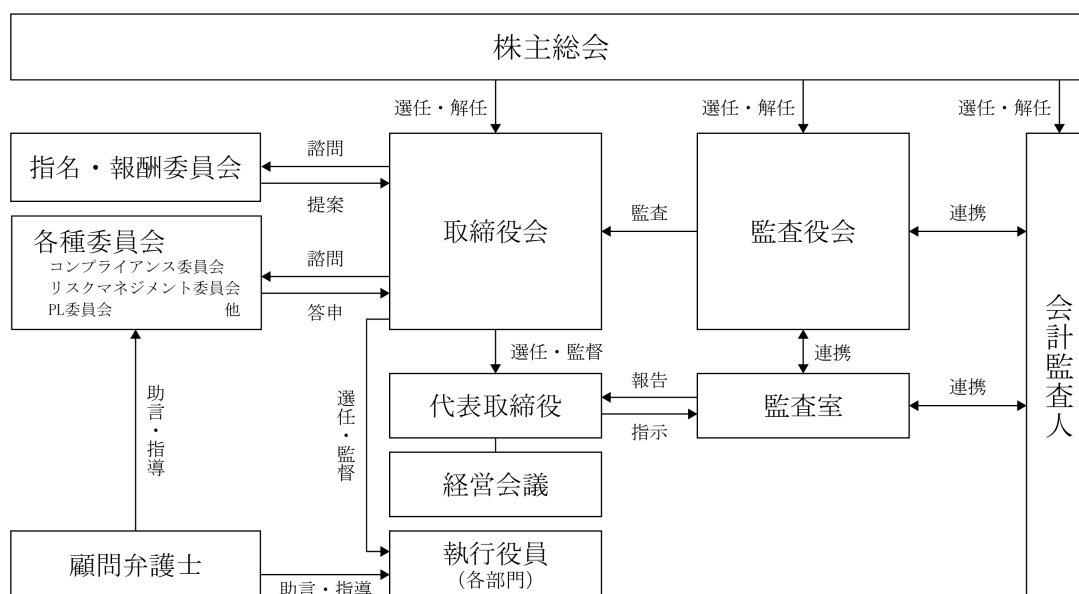 株主総会
選任・解任
選任・解任
選任・解任
指名・報酬委員会
諮問
提案
取締役会
監査
監査役会
連携
各種委員会
コンプライアンス委員会
リスクマネジメント委員会
PL委員会 他
諮問
答申
会計監査人
選任・監督
連携
代表取締役
報告
指示
監査室
連携
助言・指導
選任・監督
経営会議
顧問弁護士
助言・指導
執行役員
（各部門）